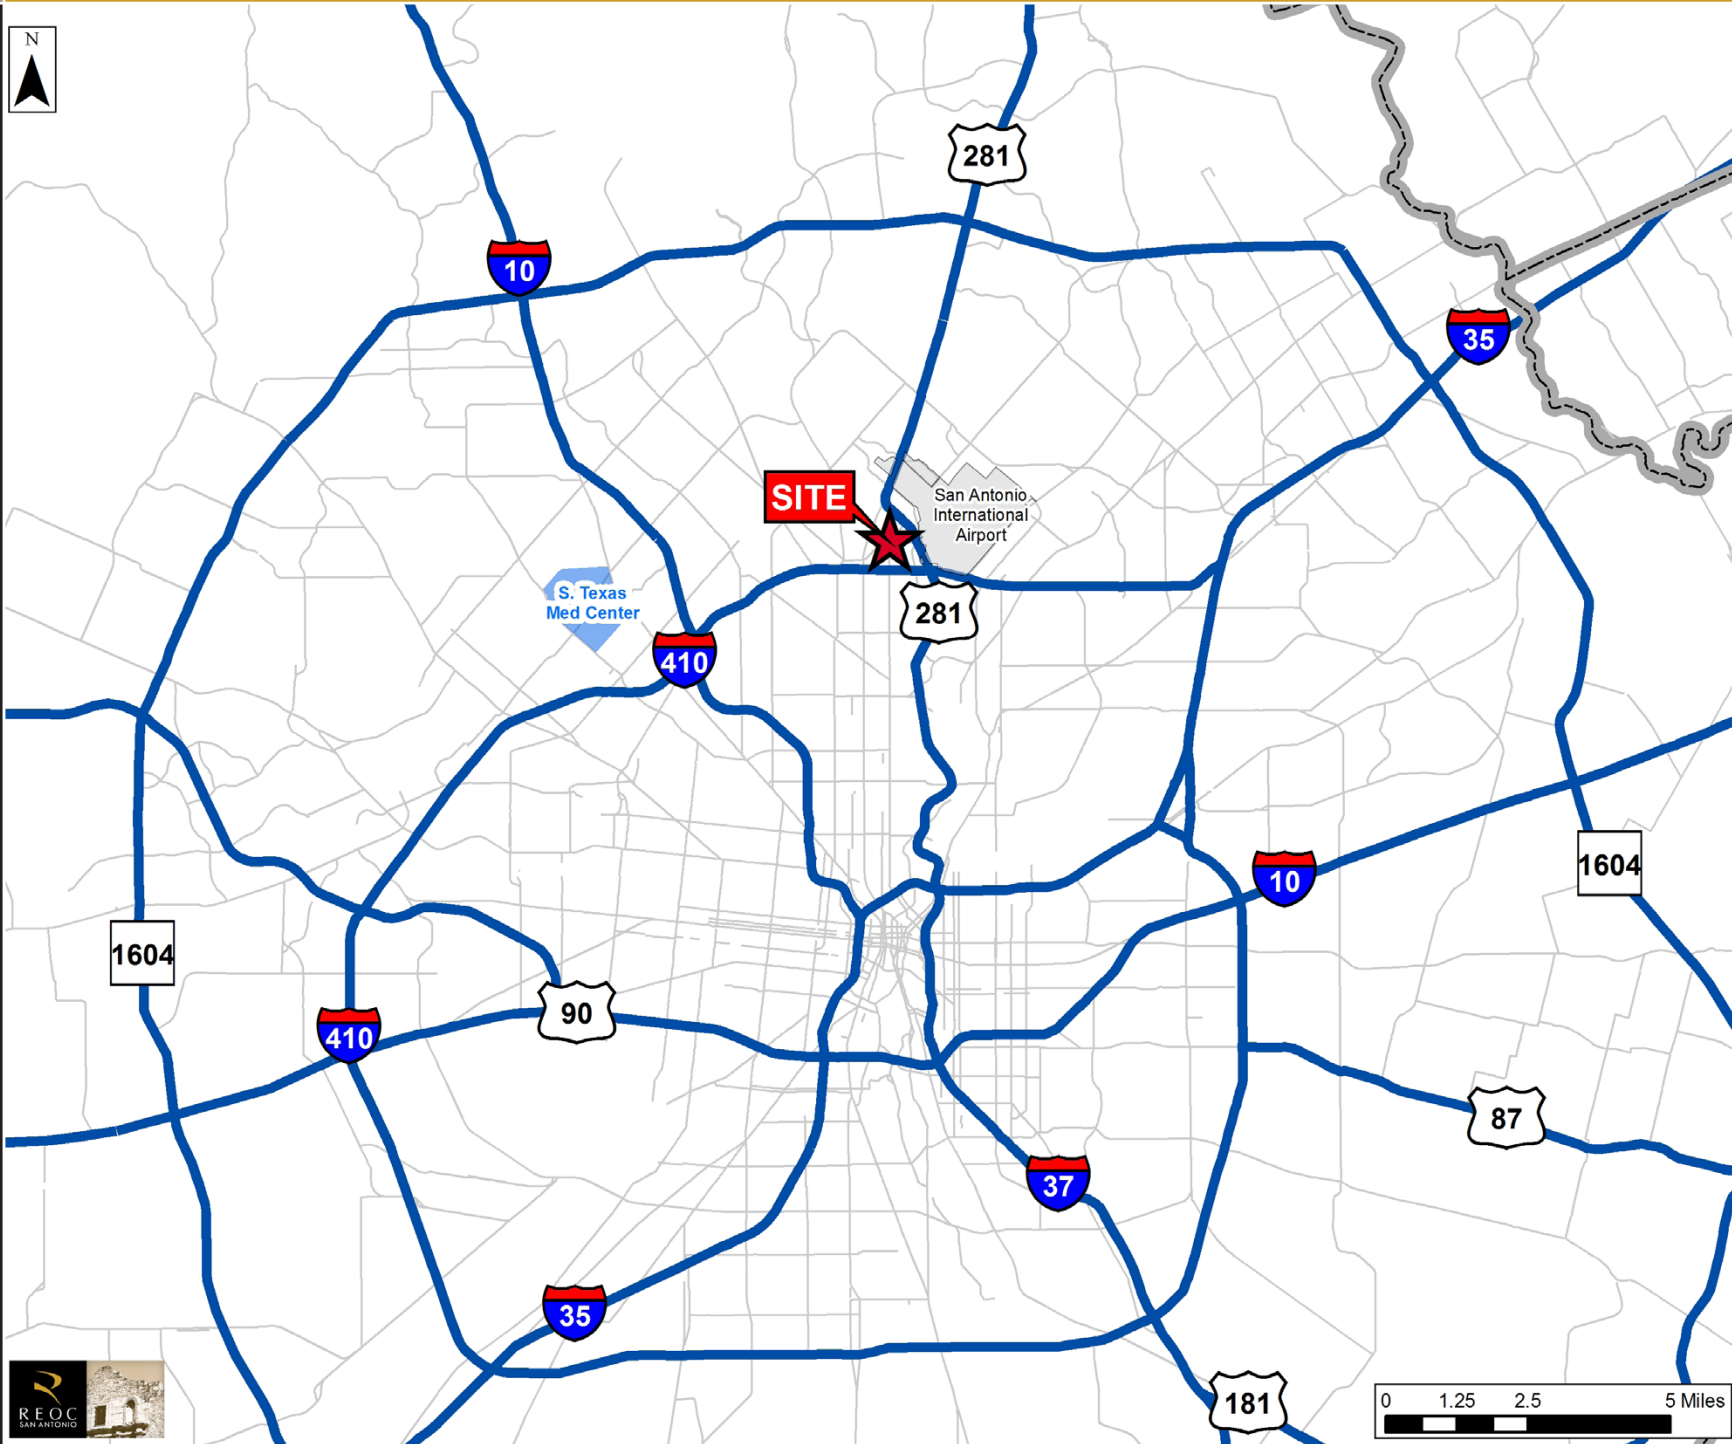 N
281
10
35
SITE
San Antonio
International
Airport
S. Texas
Med Center
281
410
10
1604
1604
90
410
87
37
35
181
REOC
SAN ANTONIO
0 1.25 2.5 5 Miles